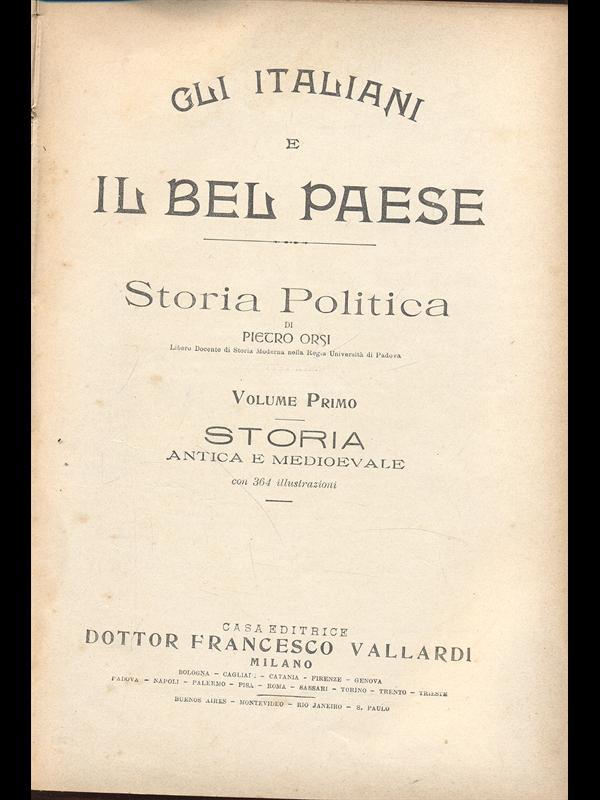 GLI ITALIANI
E
IL BEL PAESE
Storia Politica
DI
PIETRO ORSI
Libero Docente di Storia Moderna nella Regia Università di Padova
VOLUME PRIMO
STORIA
ANTICA E MEDIOEVALE
con 364 illustrazioni
CASA EDITRICE
DOTTOR FRANCESCO VALLARDI
MILANO
BOLOGNA – CAGLIARI – CATANIA – FIRENZE – GENOVA
PADOVA – NAPOLI – PALERMO – PISA – ROMA – SASSARI – TORINO – TRENTO – TRIESTE
BUENOS AIRES – MONTEVIDEO – RIO JANEIRO – S. PAULO